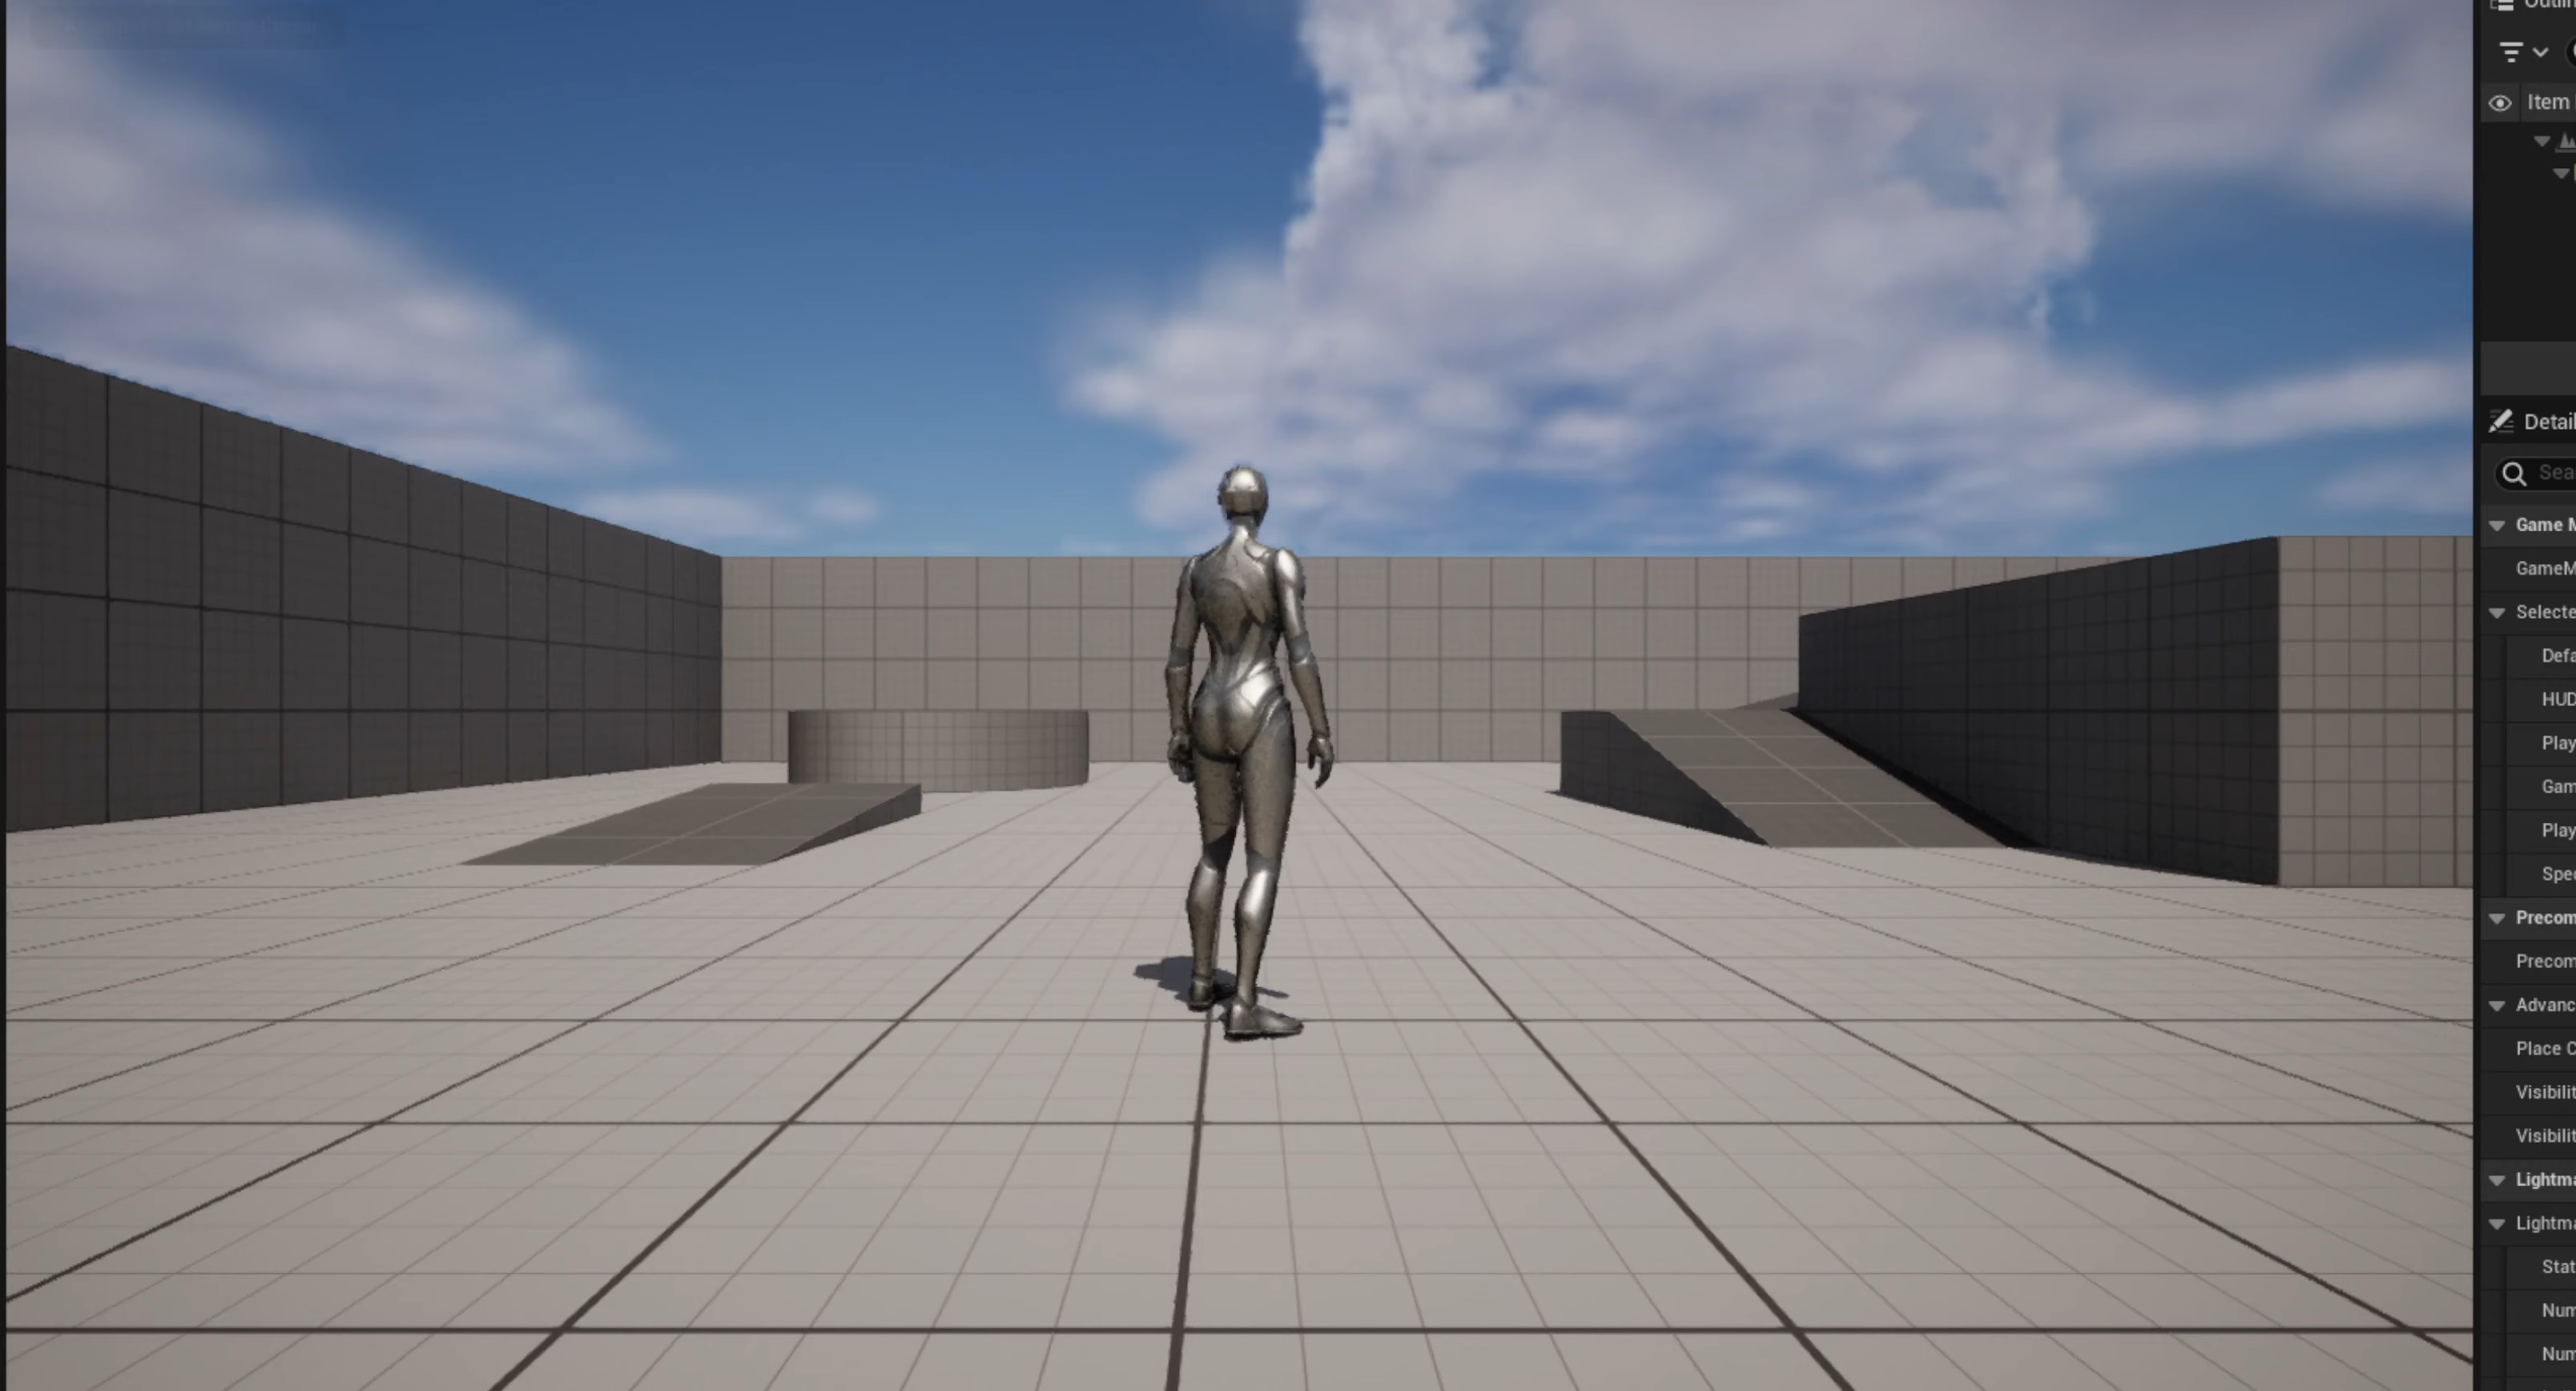 Item
Detail
Sea
Game M
GameM
Selecte
Defa
HUD
Play
Gam
Play
Spec
Precom
Precom
Advanc
Place C
Visibilit
Visibilit
Lightma
Lightma
Stat
Num
Num